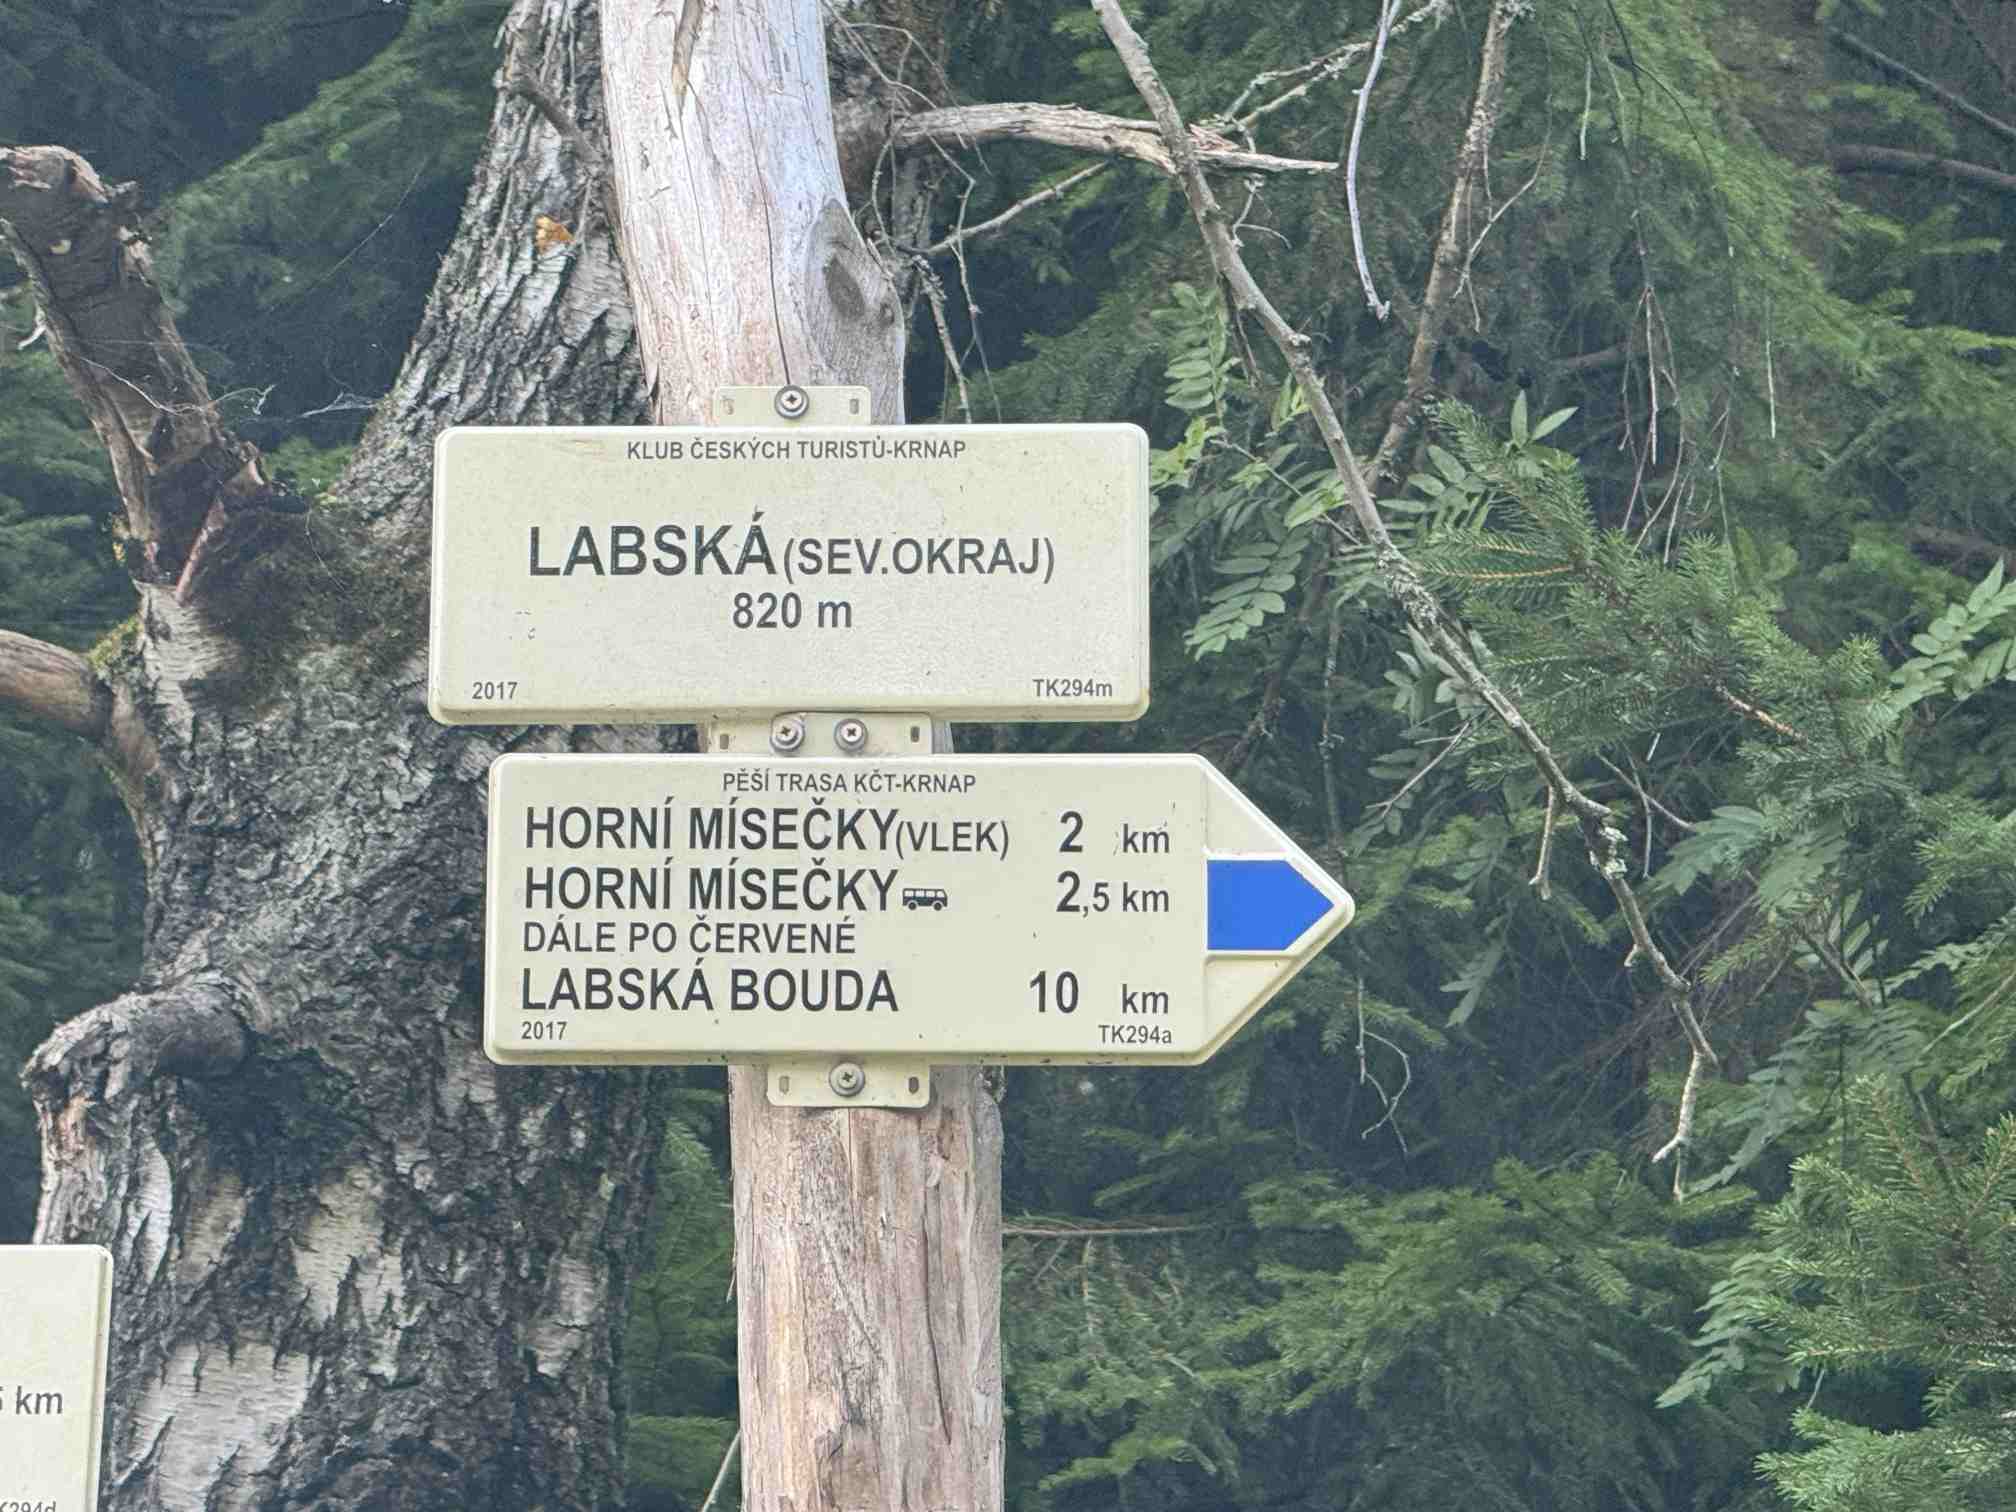 KLUB ČESKÝCH TURISTŮ-KRNAP
LABSKÁ (SEV.OKRAJ)
820 m
2017 TK294m
PĚŠÍ TRASA KČT-KRNAP
HORNÍ MÍSEČKY (VLEK) 2 km
HORNÍ MÍSEČKY 2,5 km
DÁLE PO ČERVENÉ
LABSKÁ BOUDA 10 km
2017 TK294a
km